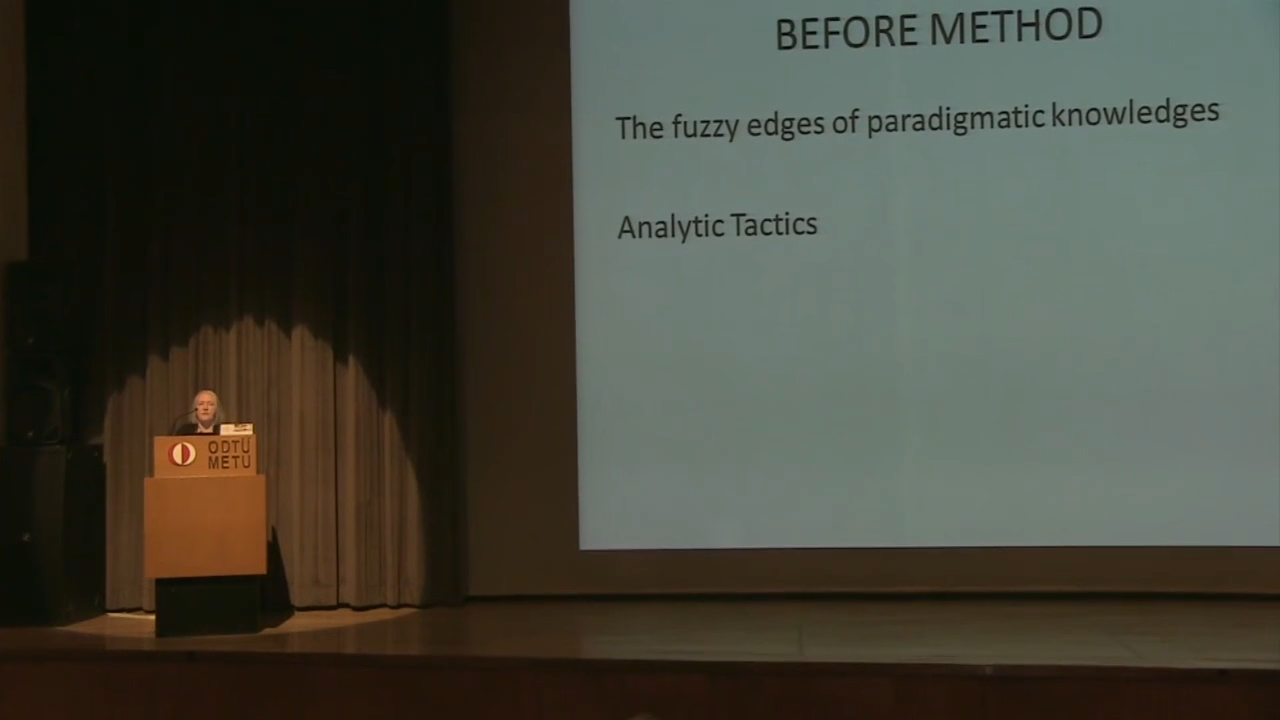 BEFORE METHOD
The fuzzy edges of paradigmatic knowledges
Analytic Tactics
ODTÜ
METU